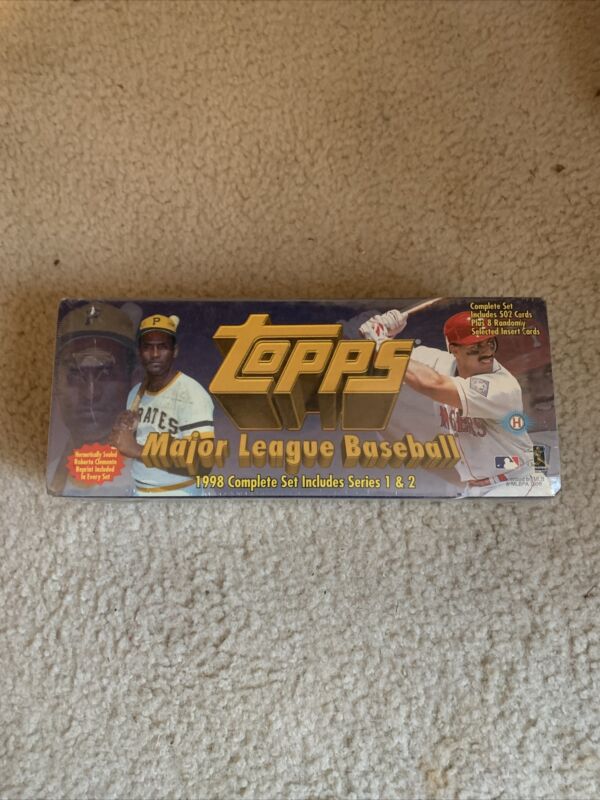 Complete Set
Includes 502 Cards
Plus 8 Randomly
Selected Insert Cards
P
P
TOPPS
RATES
Major League Baseball
1998 Complete Set Includes Series 1 & 2
Hermetically Sealed
Roberto Clemente
Reprint Included
In Every Set
H